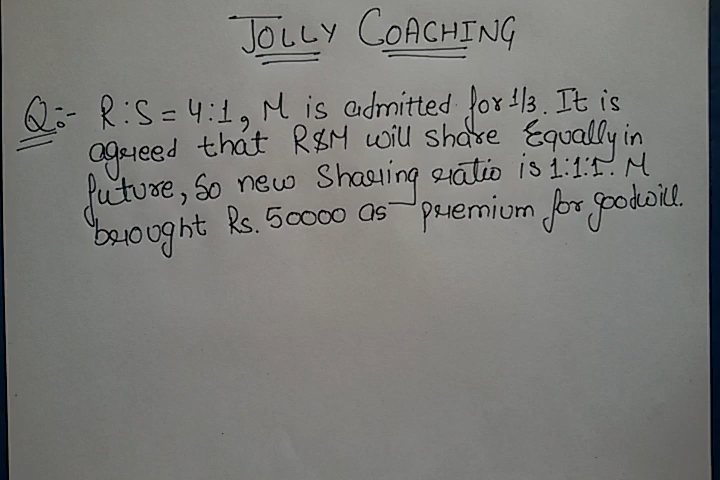 JOLLY COACHING
Q:- R:S = 4:1, M is admitted for 1/3. It is
agreed that R&M will share Equally in
future, So new Sharing ratio is 1:1:1. M
brought Rs. 50000 as premium for goodwill.